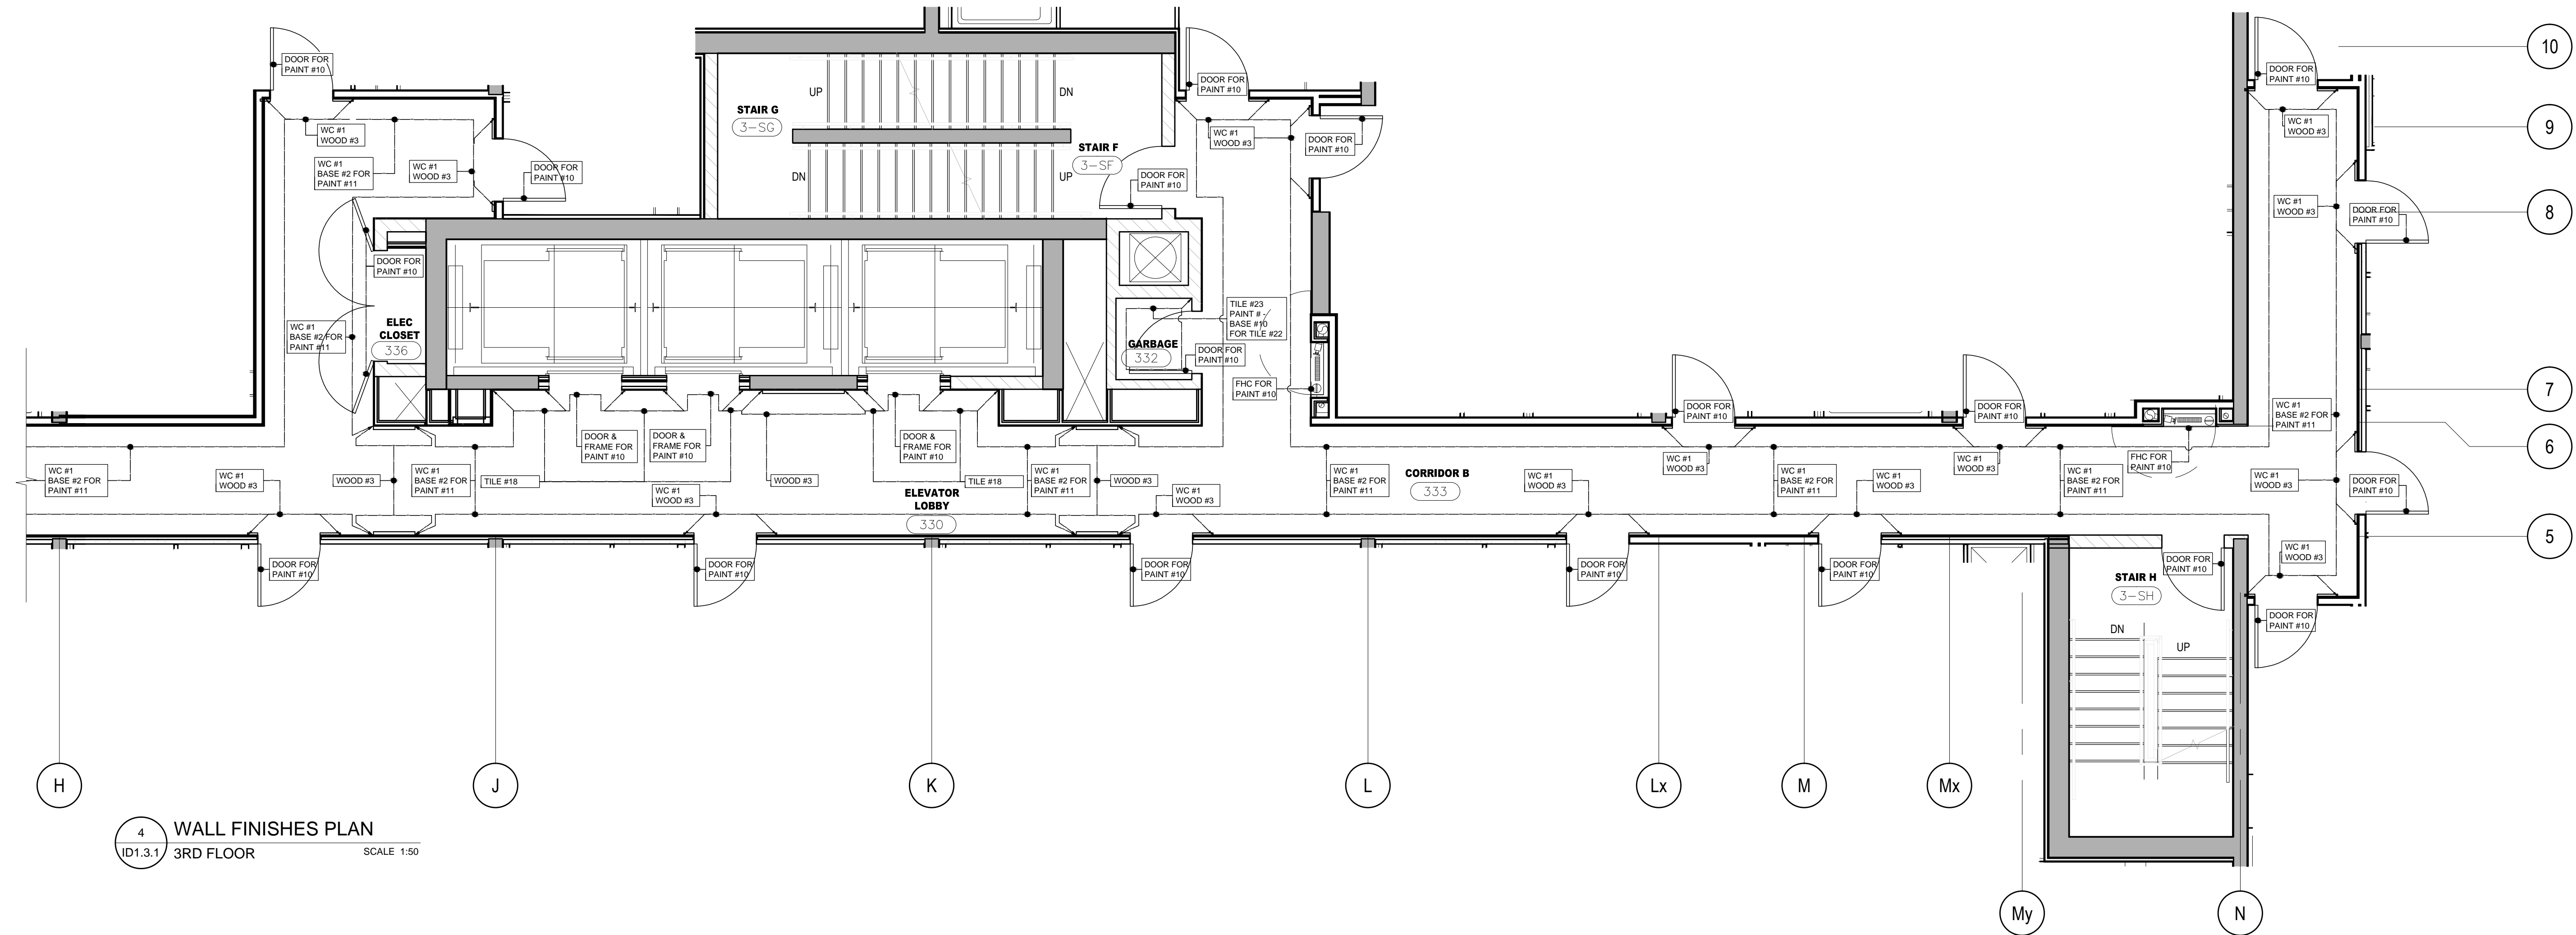 DOOR FOR
PAINT #10
WC #1
WOOD #3
WC #1
BASE #2 FOR
PAINT #11
WC #1
WOOD #3
DOOR FOR
PAINT #10
DOOR FOR
PAINT #10
WC #1
BASE #2 FOR
PAINT #11
ELEC
CLOSET
336
STAIR G
3-SG
UP
DN
DN
UP
STAIR F
3-SF
DOOR FOR
PAINT #10
DOOR FOR
PAINT #10
WC #1
WOOD #3
DOOR FOR
PAINT #10
TILE #23
PAINT # -
BASE #10
FOR TILE #22
GARBAGE
332
DOOR FOR
PAINT #10
FHC FOR
PAINT #10
DOOR FOR
PAINT #10
WC #1
WOOD #3
WC #1
WOOD #3
DOOR FOR
PAINT #10
WC #1
BASE #2 FOR
PAINT #11
10
9
8
7
6
5
DOOR FOR
PAINT #10
DOOR FOR
PAINT #10
WC #1
BASE #2 FOR
PAINT #11
WC #1
WOOD #3
WOOD #3
WC #1
BASE #2 FOR
PAINT #11
TILE #18
DOOR &
FRAME FOR
PAINT #10
DOOR &
FRAME FOR
PAINT #10
WC #1
WOOD #3
WOOD #3
DOOR &
FRAME FOR
PAINT #10
ELEVATOR
LOBBY
330
TILE #18
WC #1
BASE #2 FOR
PAINT #11
WOOD #3
WC #1
WOOD #3
WC #1
BASE #2 FOR
PAINT #11
CORRIDOR B
333
WC #1
WOOD #3
WC #1
WOOD #3
WC #1
BASE #2 FOR
PAINT #11
WC #1
WOOD #3
WC #1
WOOD #3
WC #1
BASE #2 FOR
PAINT #11
FHC FOR
PAINT #10
WC #1
WOOD #3
DOOR FOR
PAINT #10
DOOR FOR
PAINT #10
DOOR FOR
PAINT #10
DOOR FOR
PAINT #10
DOOR FOR
PAINT #10
DOOR FOR
PAINT #10
DOOR FOR
PAINT #10
WC #1
WOOD #3
STAIR H
3-SH
DN
UP
DOOR FOR
PAINT #10
H
J
K
L
Lx
M
Mx
My
N
4
ID1.3.1
WALL FINISHES PLAN
3RD FLOOR
SCALE 1:50